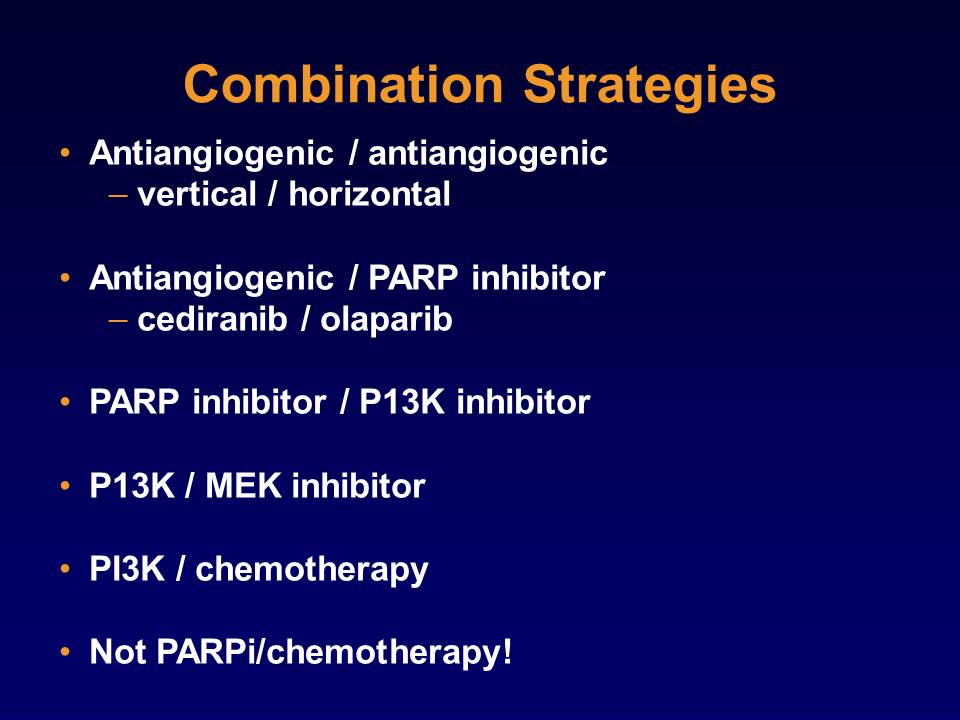 Combination Strategies
• Antiangiogenic / antiangiogenic
– vertical / horizontal
• Antiangiogenic / PARP inhibitor
– cediranib / olaparib
• PARP inhibitor / P13K inhibitor
• P13K / MEK inhibitor
• PI3K / chemotherapy
• Not PARPi/chemotherapy!